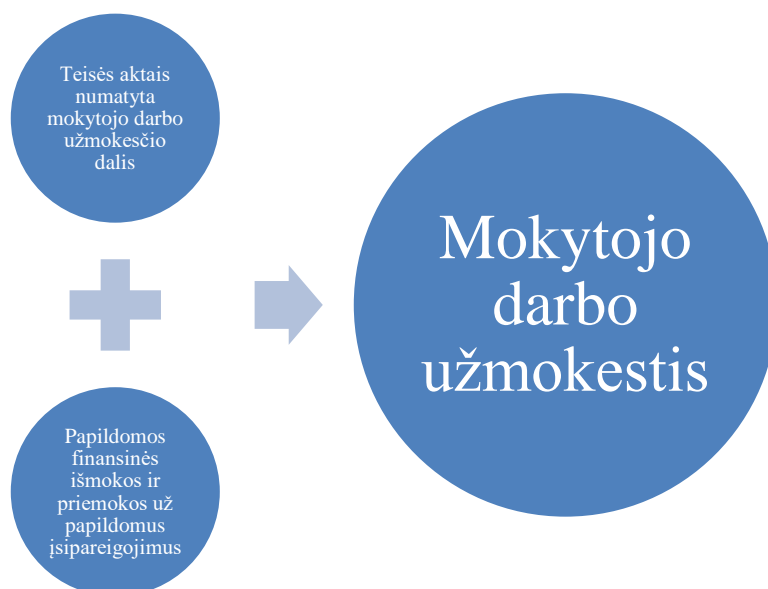 Teisės aktais
numatyta
mokytojo darbo
užmokesčio
dalis
Papildomos
finansinės
išmokos ir
priemokos už
papildomus
įsipareigojimus
Mokytojo
darbo
užmokestis